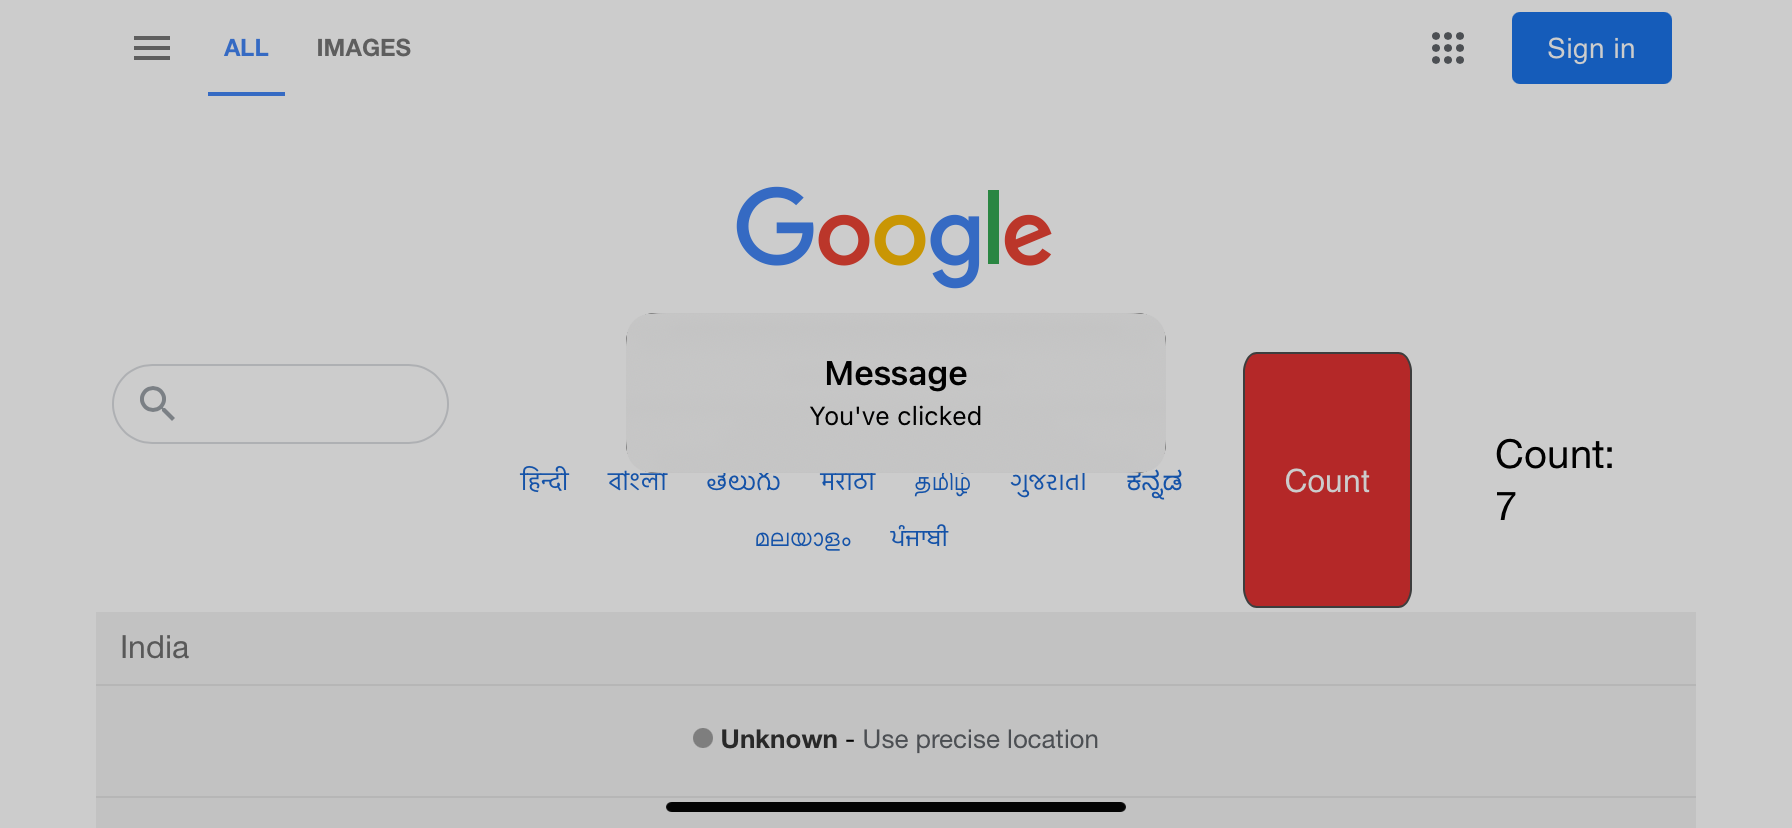 ALL IMAGES Sign in
Google
Message
You've clicked
हिन्दी বাংলা తెలుగు मराठी தமிழ் ગુજરાતી ಕನ್ನಡ
മലയാളം ਪੰਜਾਬੀ
Count
Count:
7
India
Unknown - Use precise location